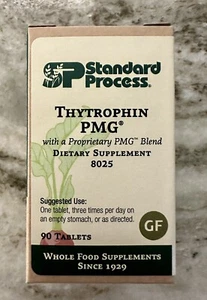 SP Standard
Process®
THYTROPHIN
PMG®
with a Proprietary PMG™ Blend
DIETARY SUPPLEMENT
8025
Suggested Use:
One tablet, three times per day on
an empty stomach, or as directed.
GF
90 TABLETS
WHOLE FOOD SUPPLEMENTS
SINCE 1929